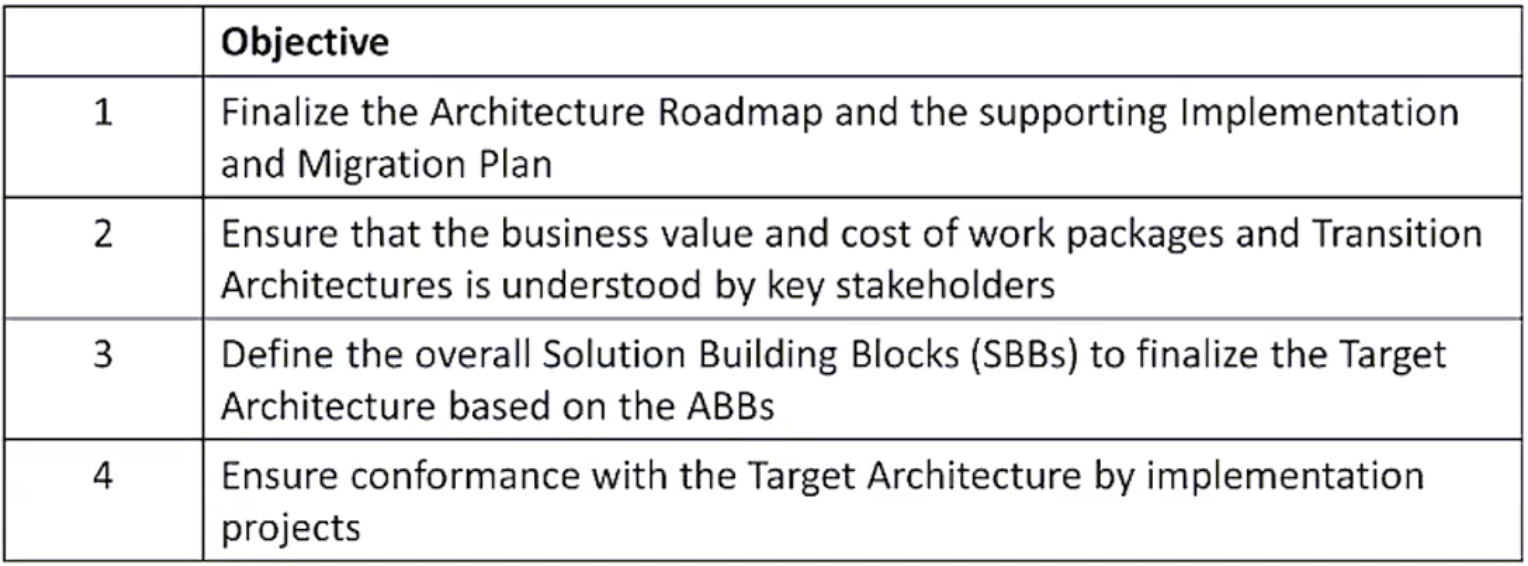 Objective
1 Finalize the Architecture Roadmap and the supporting Implementation
and Migration Plan
2 Ensure that the business value and cost of work packages and Transition
Architectures is understood by key stakeholders
3 Define the overall Solution Building Blocks (SBBs) to finalize the Target
Architecture based on the ABBs
4 Ensure conformance with the Target Architecture by implementation
projects